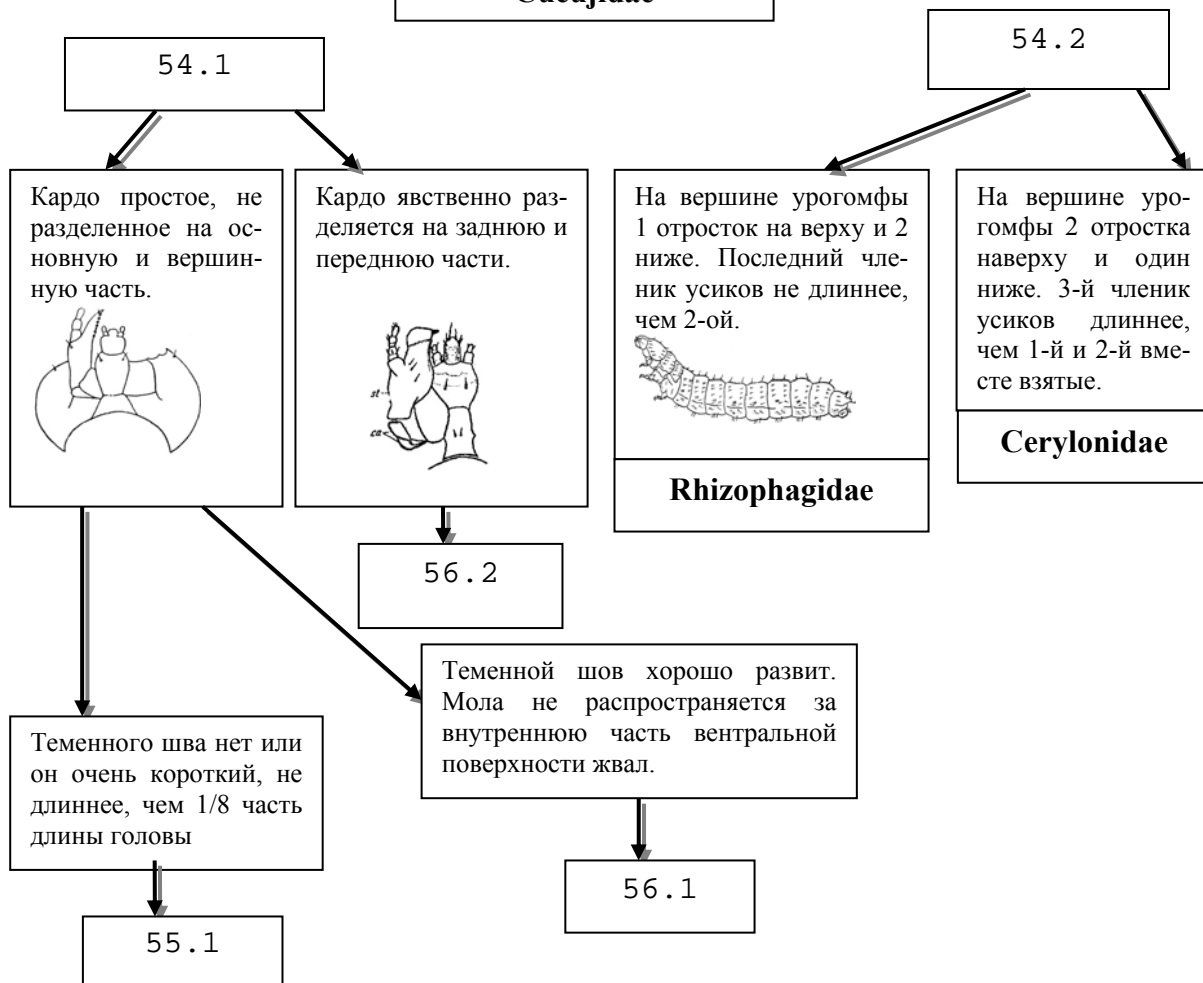 54.1
54.2
Кардо простое, не
разделенное на ос-
новную и вершин-
ную часть.
Кардо явственно раз-
деляется на заднюю и
переднюю части.
st
ca
56.2
На вершине урогомфы
1 отросток на верху и 2
ниже. Последний чле-
ник усиков не длиннее,
чем 2-ой.
Rhizophagidae
На вершине уро-
гомфы 2 отростка
наверху и один
ниже. 3-й членик
усиков длиннее,
чем 1-й и 2-й вме-
сте взятые.
Cerylonidae
Теменного шва нет или
он очень короткий, не
длиннее, чем 1/8 часть
длины головы
55.1
Теменной шов хорошо развит.
Мола не распространяется за
внутреннюю часть вентральной
поверхности жвал.
56.1